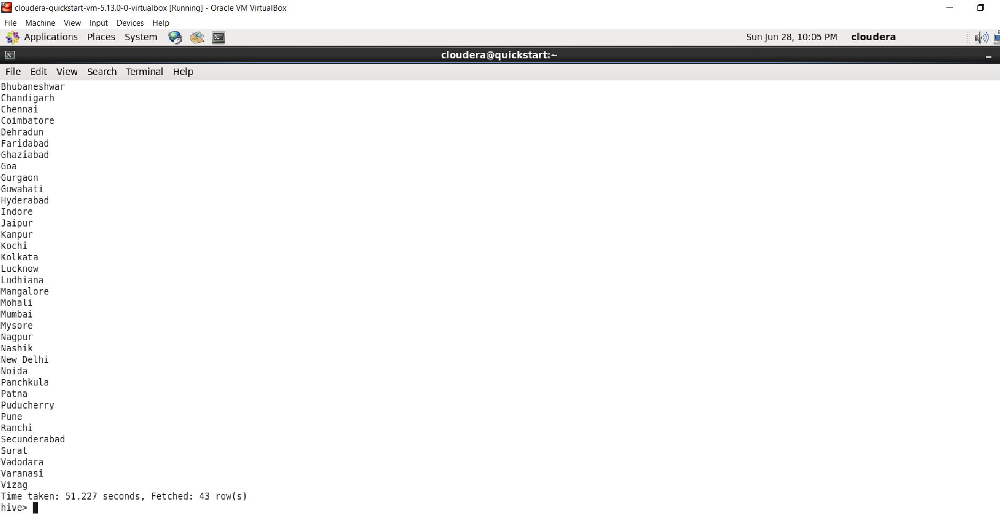 cloudera-quickstart-vm-5.13.0-0-virtualbox [Running] - Oracle VM VirtualBox
File Machine View Input Devices Help
Applications Places System Sun Jun 28, 10:05 PM cloudera
cloudera@quickstart:~
File Edit View Search Terminal Help
Bhubaneshwar
Chandigarh
Chennai
Coimbatore
Dehradun
Faridabad
Ghaziabad
Goa
Gurgaon
Guwahati
Hyderabad
Indore
Jaipur
Kanpur
Kochi
Kolkata
Lucknow
Ludhiana
Mangalore
Mohali
Mumbai
Mysore
Nagpur
Nashik
New Delhi
Noida
Panchkula
Patna
Puducherry
Pune
Ranchi
Secunderabad
Surat
Vadodara
Varanasi
Vizag
Time taken: 51.227 seconds, Fetched: 43 row(s)
hive>